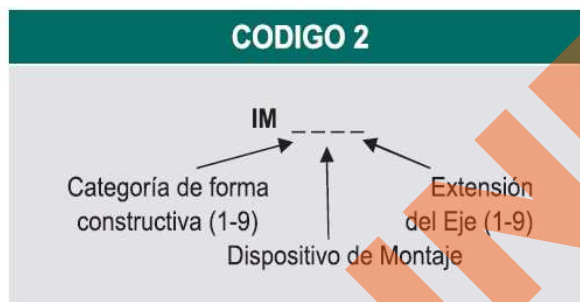 CODIGO 2
IM _ _ _ _
Categoría de forma
constructiva (1-9)
Extensión
del Eje (1-9)
Dispositivo de Montaje